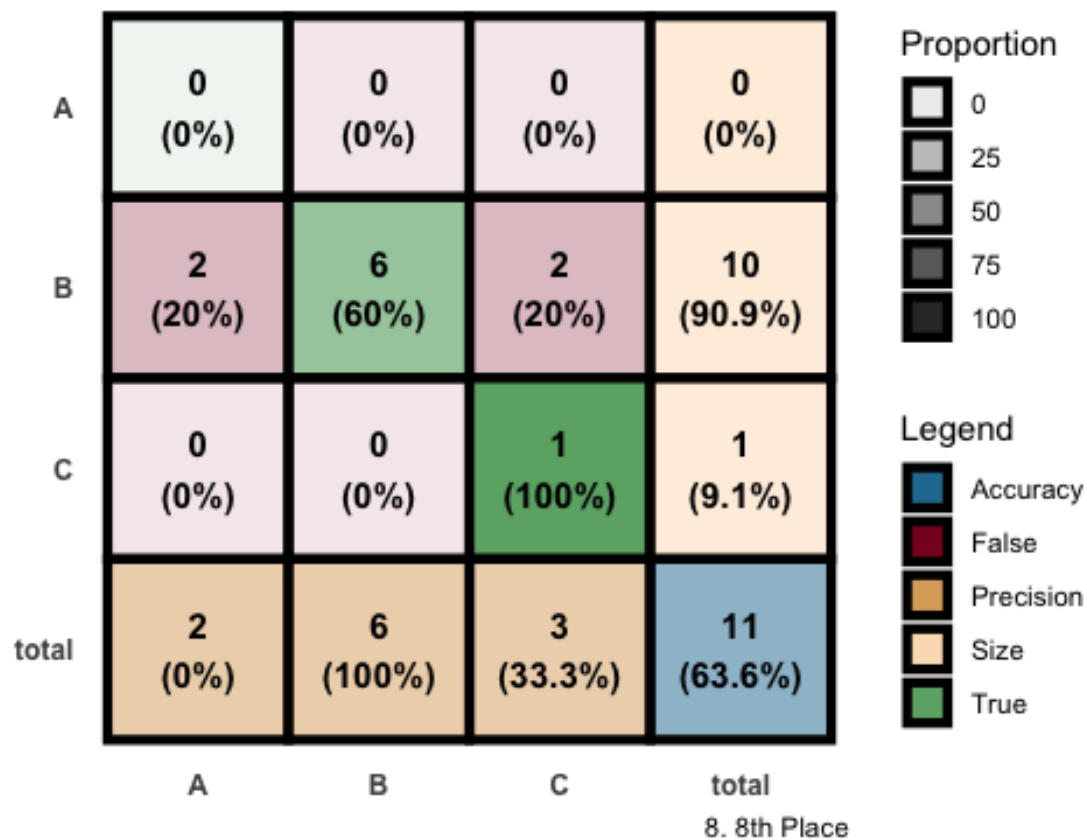 A
0
(0%)
0
(0%)
0
(0%)
0
(0%)
B
2
(20%)
6
(60%)
2
(20%)
10
(90.9%)
C
0
(0%)
0
(0%)
1
(100%)
1
(9.1%)
total
2
(0%)
6
(100%)
3
(33.3%)
11
(63.6%)
A B C total
8. 8th Place
Proportion
0
25
50
75
100
Legend
Accuracy
False
Precision
Size
True